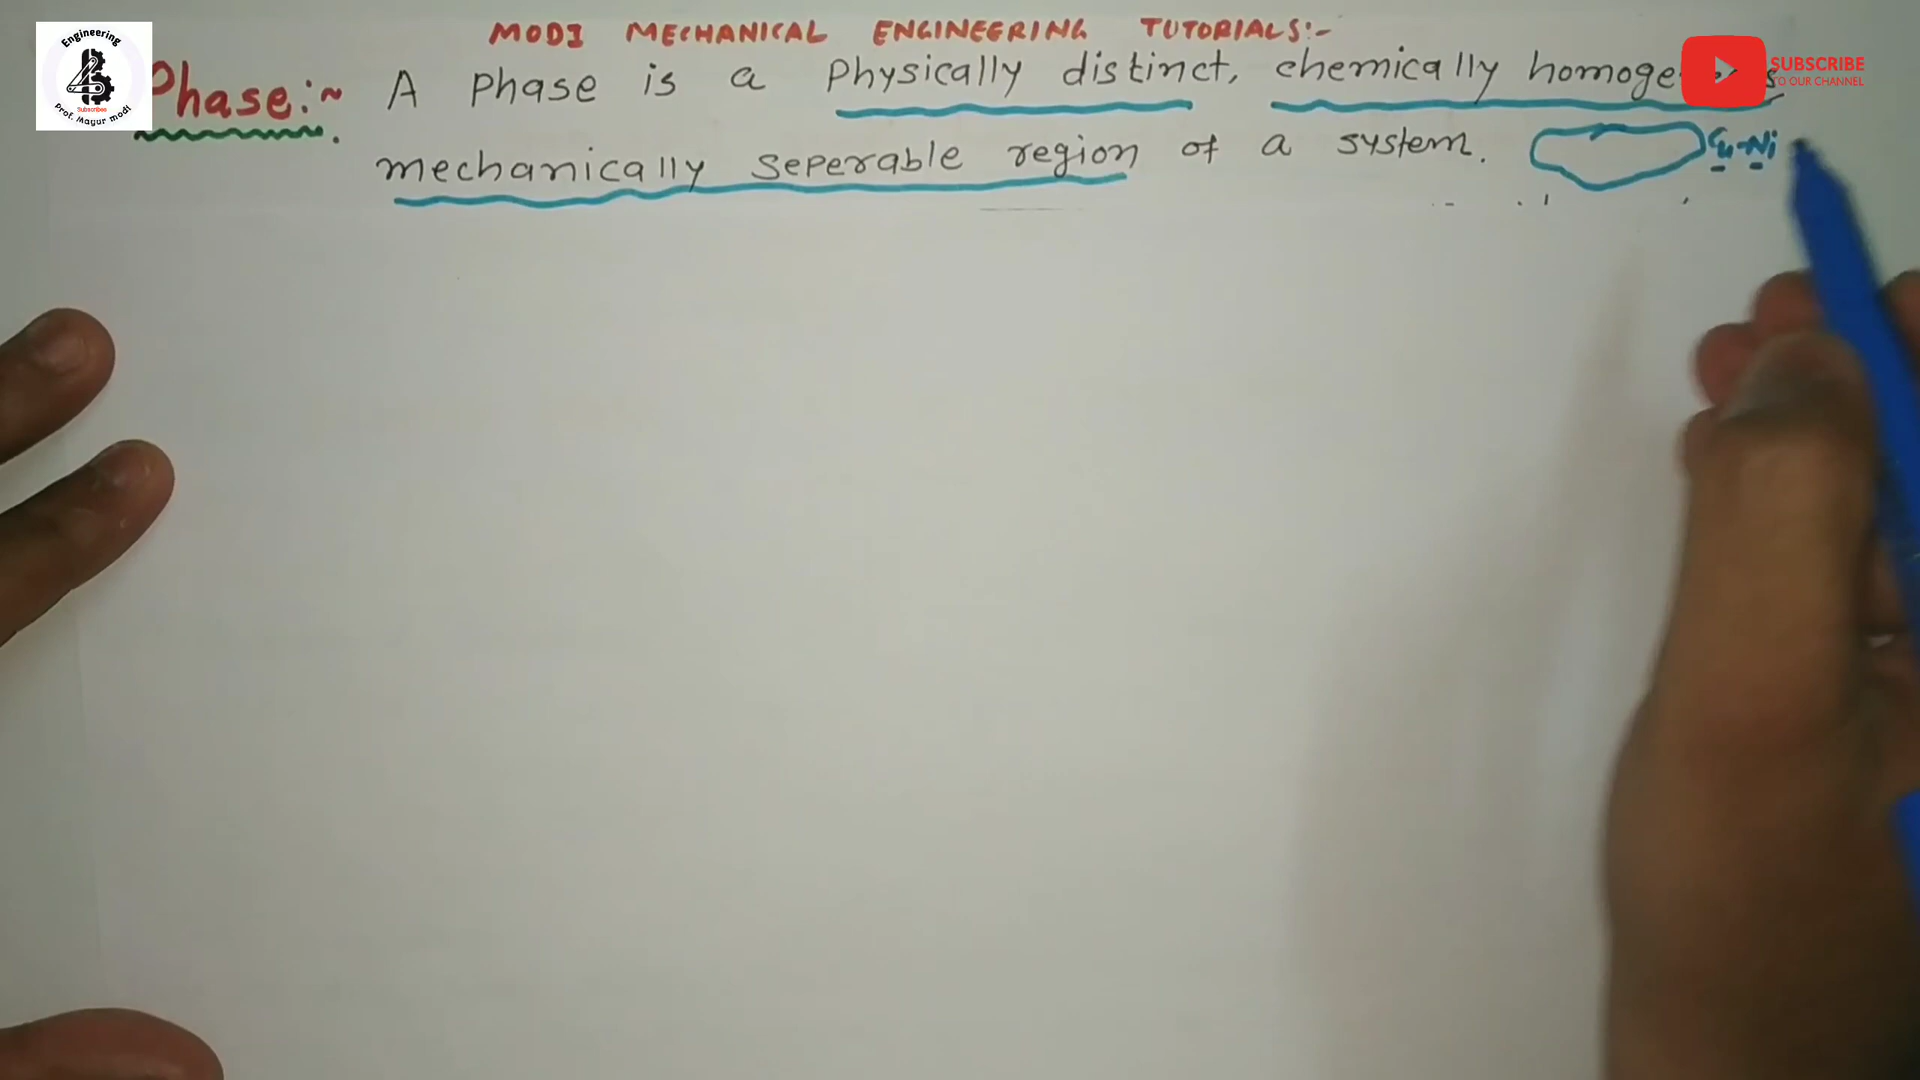 MODI MECHANICAL ENGINEERING TUTORIALS:-
Engineering
Subscribes
Prof. Mayur modi
SUBSCRIBE
TO OUR CHANNEL
Phase:~ A Phase is a Physically distinct, chemically
mechanically seperable region of a system. Cu-Ni